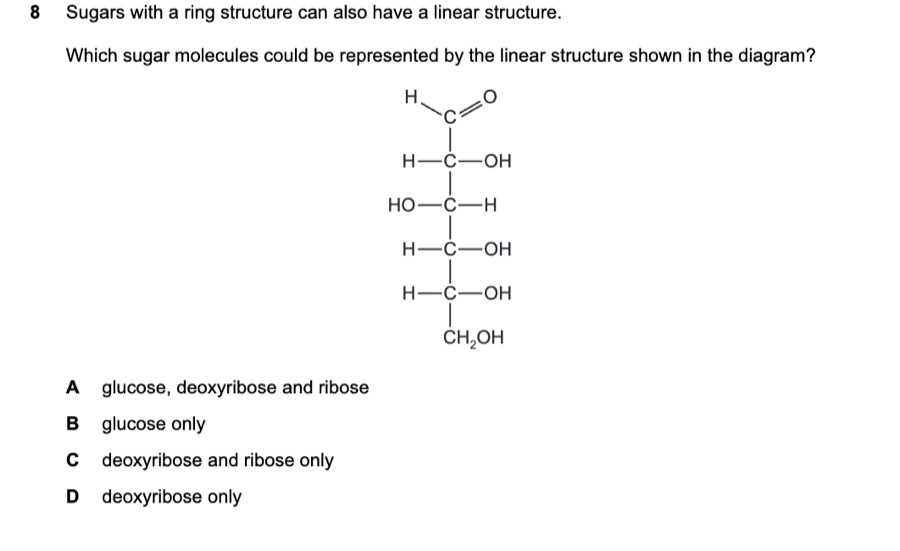 8 Sugars with a ring structure can also have a linear structure.
Which sugar molecules could be represented by the linear structure shown in the diagram?
H O
C
H C OH
HO C H
H C OH
H C OH
CH₂OH
A glucose, deoxyribose and ribose
B glucose only
C deoxyribose and ribose only
D deoxyribose only